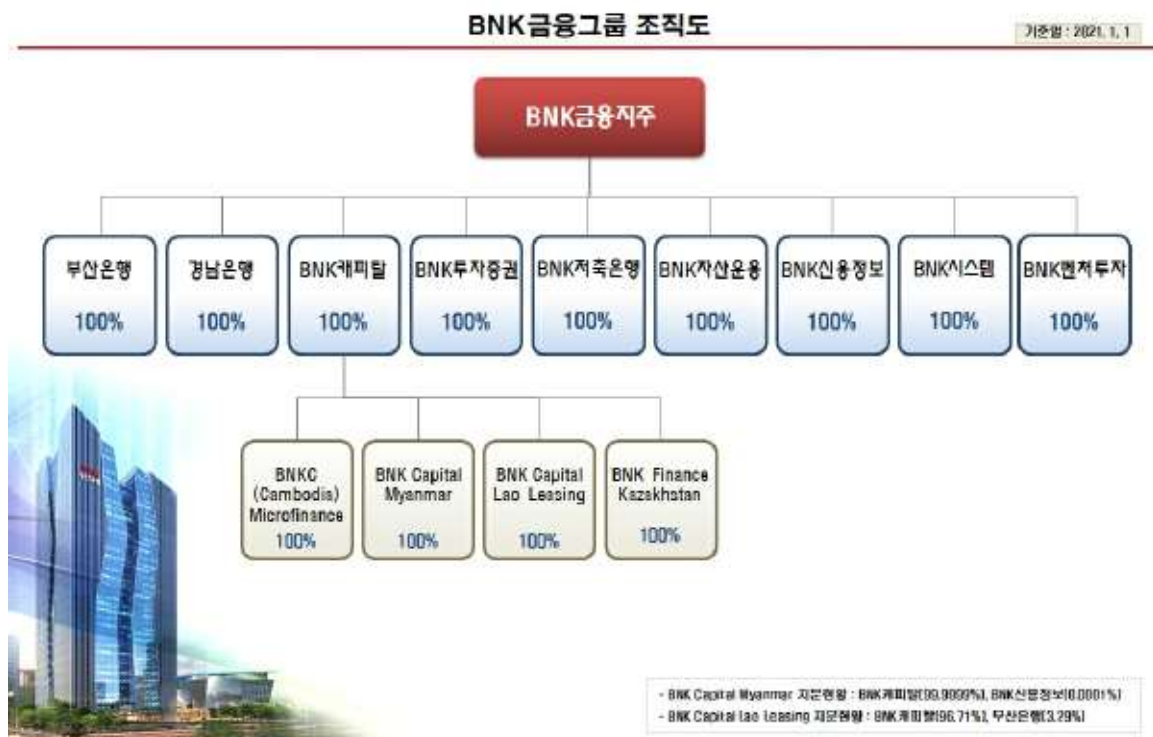 BNK금융그룹 조직도
기준일 : 2021. 1. 1
BNK금융지주
부산은행
100%
경남은행
100%
BNK캐피탈
100%
BNK투자증권
100%
BNK저축은행
100%
BNK자산운용
100%
BNK신용정보
100%
BNK시스템
100%
BNK벤처투자
100%
BNKC
(Cambodia)
Microfinance
100%
BNK Capital
Myanmar
100%
BNK Capital
Lao Leasing
100%
BNK Finance
Kazakhstan
100%
- BNK Capital Myanmar 지분현황 : BNK캐피탈(99.9999%), BNK신용정보(0.0001%)
- BNK Capital Lao Leasing 지분현황 : BNK캐피탈(96.71%), 부산은행(3.29%)